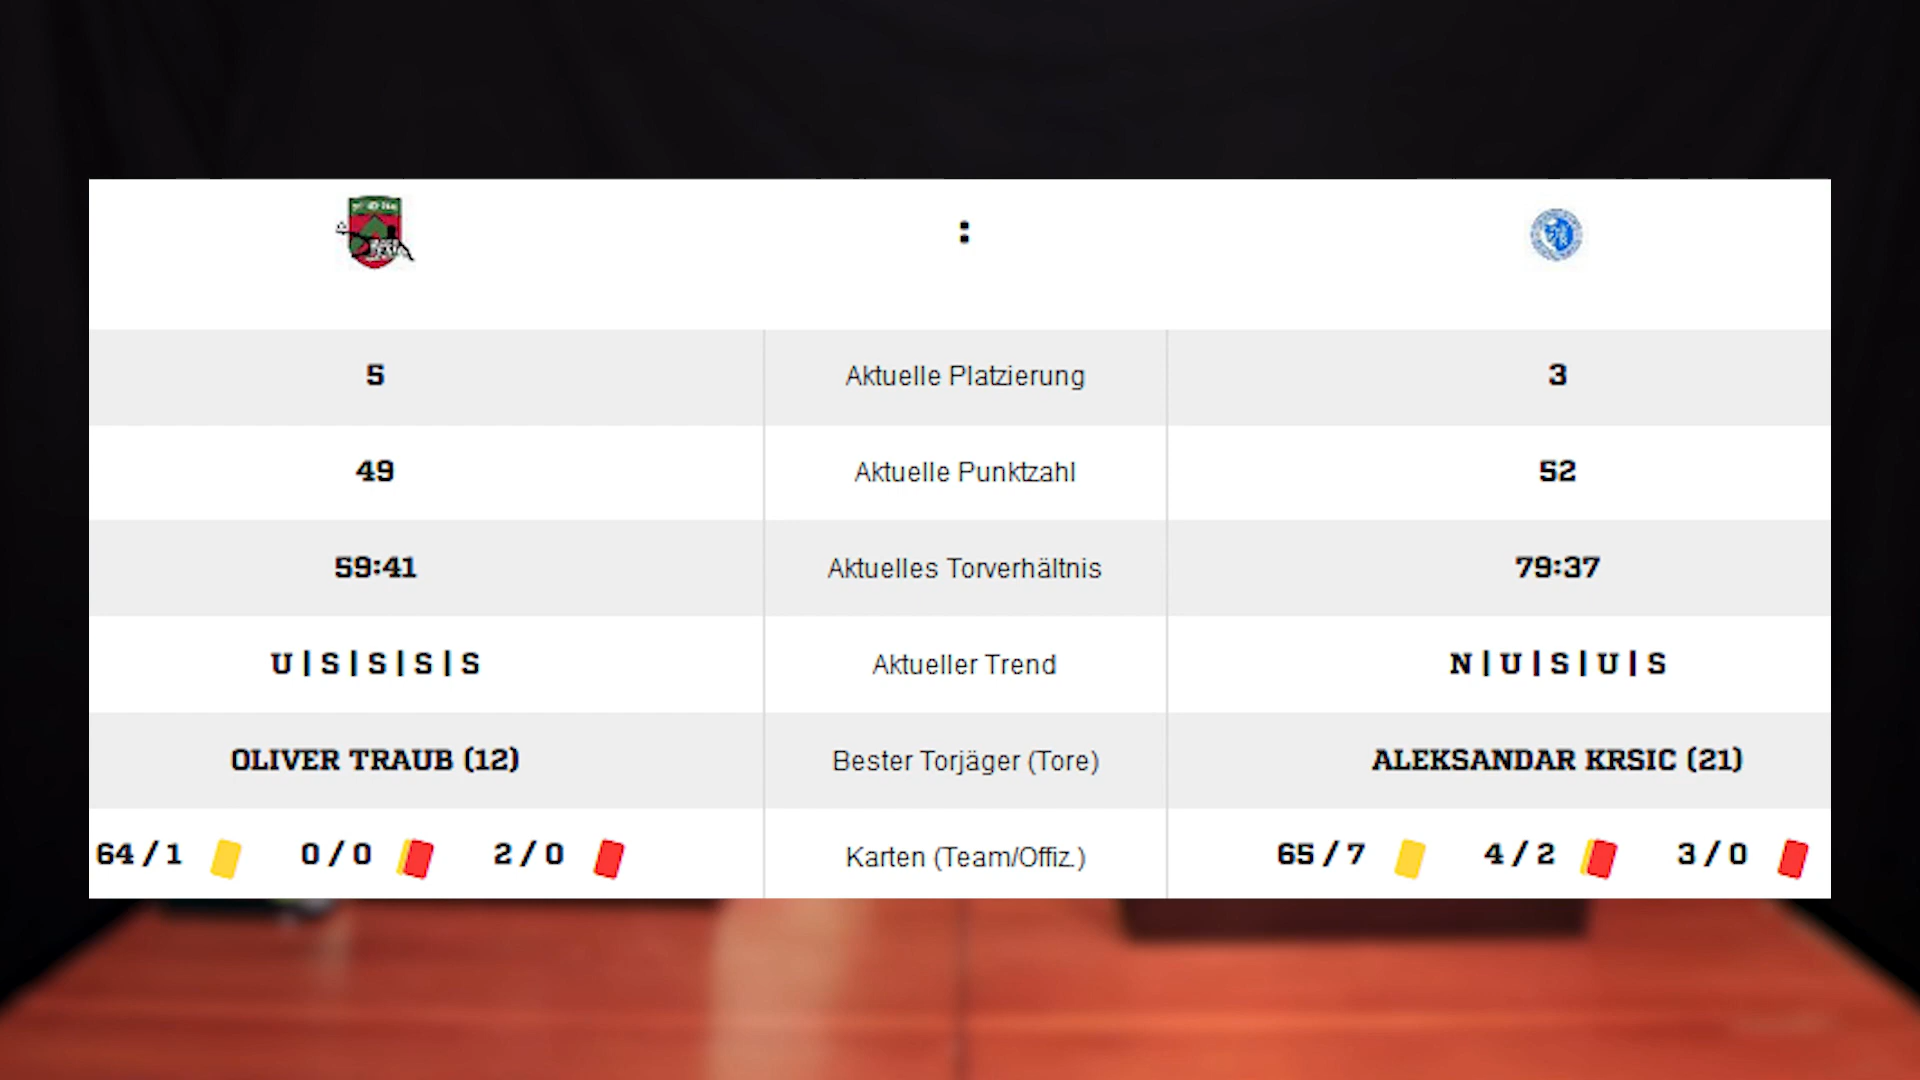 :
5 Aktuelle Platzierung 3
49 Aktuelle Punktzahl 52
59:41 Aktuelles Torverhältnis 79:37
U | S | S | S | S Aktueller Trend N | U | S | U | S
OLIVER TRAUB (12) Bester Torjäger (Tore) ALEKSANDAR KRSIC (21)
64 / 1 0 / 0 2 / 0 Karten (Team/Offiz.) 65 / 7 4 / 2 3 / 0